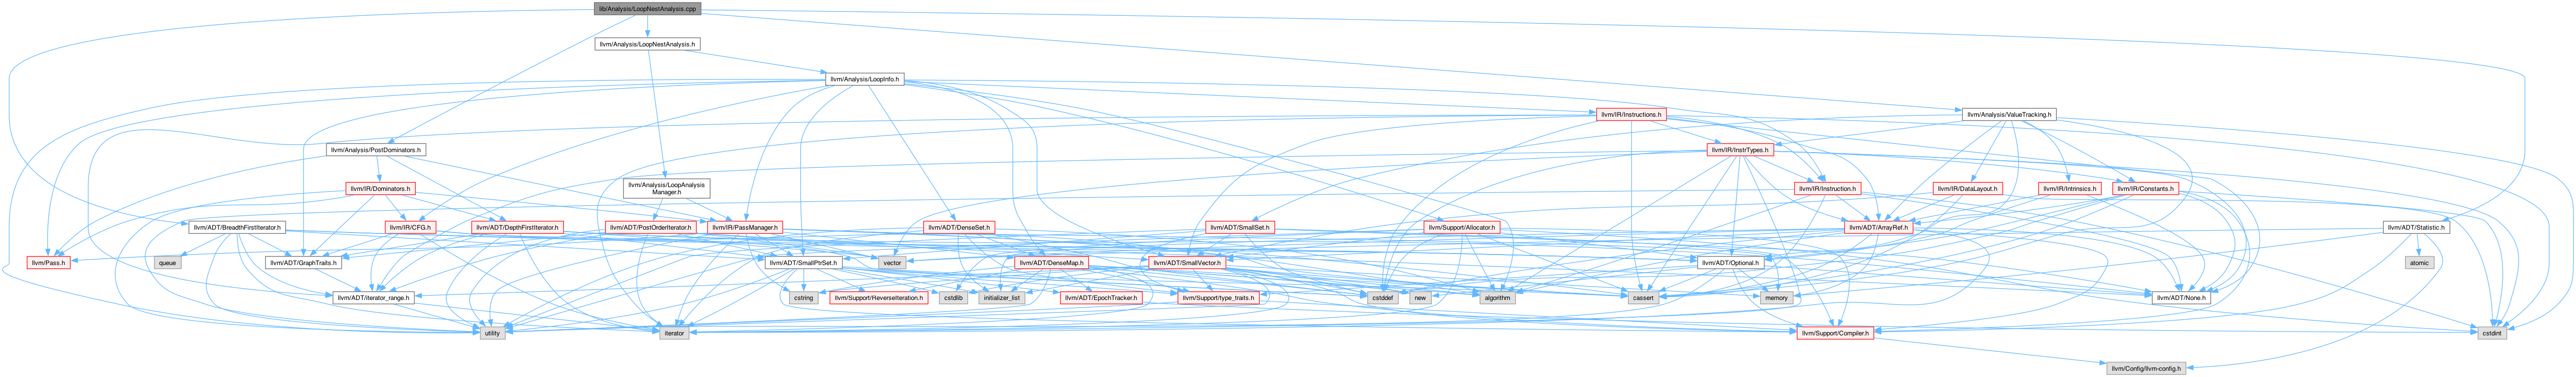 lib/Analysis/LoopNestAnalysis.cpp
llvm/Analysis/LoopNestAnalysis.h
llvm/Analysis/LoopInfo.h
llvm/IR/Instructions.h
llvm/Analysis/ValueTracking.h
llvm/Analysis/PostDominators.h
llvm/IR/InstrTypes.h
llvm/IR/Dominators.h
llvm/Analysis/LoopAnalysis
Manager.h
llvm/IR/Instruction.h
llvm/IR/DataLayout.h
llvm/IR/Intrinsics.h
llvm/IR/Constants.h
llvm/ADT/BreadthFirstIterator.h
llvm/IR/CFG.h
llvm/ADT/DepthFirstIterator.h
llvm/ADT/PostOrderIterator.h
llvm/IR/PassManager.h
llvm/ADT/DenseSet.h
llvm/ADT/SmallSet.h
llvm/Support/Allocator.h
llvm/ADT/ArrayRef.h
llvm/ADT/Statistic.h
llvm/Pass.h
queue
llvm/ADT/GraphTraits.h
llvm/ADT/SmallPtrSet.h
vector
llvm/ADT/DenseMap.h
llvm/ADT/SmallVector.h
llvm/ADT/Optional.h
atomic
llvm/ADT/iterator_range.h
cstring
llvm/Support/ReverseIteration.h
cstdlib
initializer_list
llvm/ADT/EpochTracker.h
llvm/Support/type_traits.h
cstddef
new
algorithm
cassert
memory
llvm/ADT/None.h
utility
iterator
llvm/Support/Compiler.h
cstdint
llvm/Config/llvm-config.h